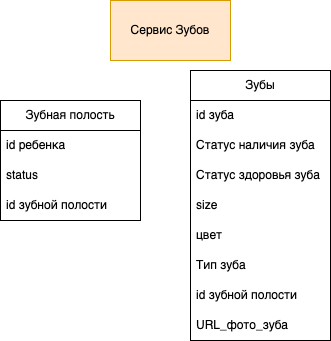 Сервис Зубов
Зубная полость
id ребенка
status
id зубной полости
Зубы
id зуба
Статус наличия зуба
Статус здоровья зуба
size
цвет
Тип зуба
id зубной полости
URL_фото_зуба